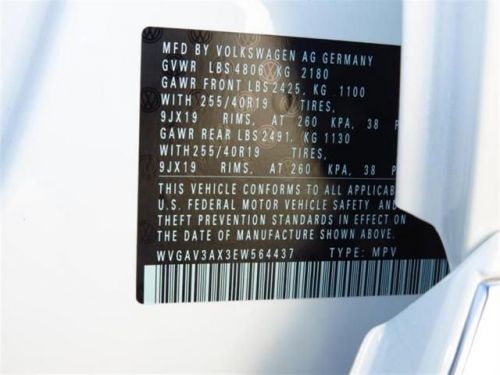 MFD BY VOLKSWAGEN AG GERMANY
GVWR LBS 4806, KG 2180
GAWR FRONT LBS 2425, KG 1100
WITH 255/40R19 TIRES,
9JX19 RIMS, AT 260 KPA, 38 P
GAWR REAR LBS 2491, KG 1130
WITH 255/40R19 TIRES,
9JX19 RIMS, AT 260 KPA, 38
THIS VEHICLE CONFORMS TO ALL APPLICABL
U.S. FEDERAL MOTOR VEHICLE SAFETY AND
THEFT PREVENTION STANDARDS IN EFFECT
ON THE DATE OF MANUFACTURE SHOWN ABOVE.
WVGAV3AX3EW564437 TYPE: MPV